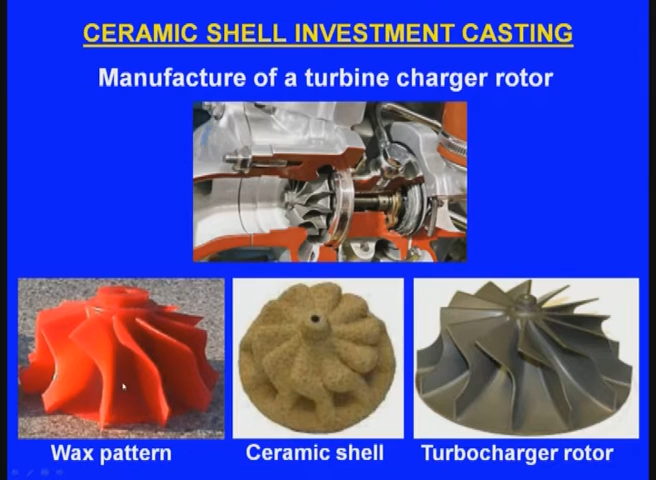 CERAMIC SHELL INVESTMENT CASTING
Manufacture of a turbine charger rotor
Wax pattern
Ceramic shell
Turbocharger rotor